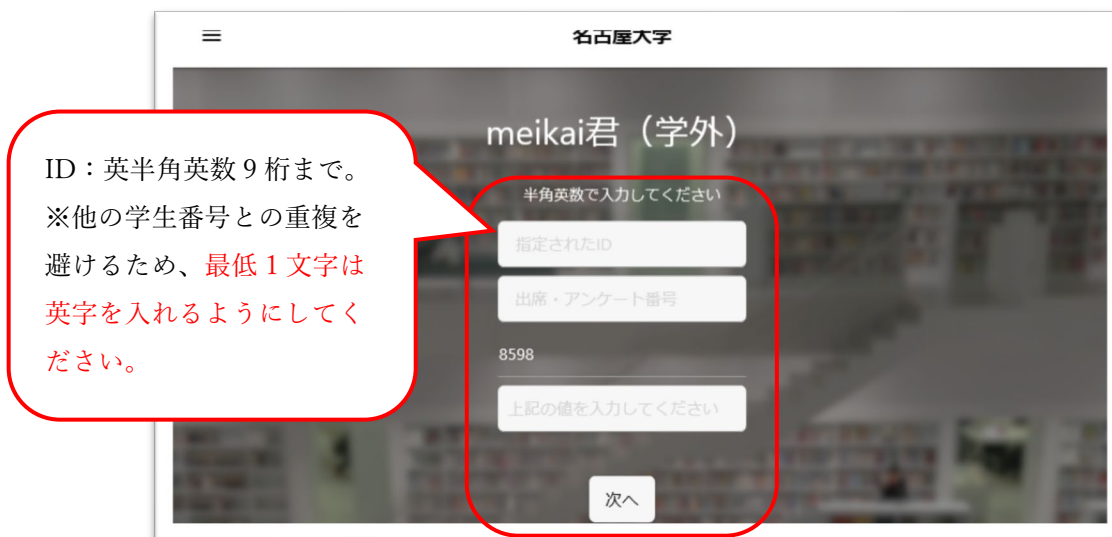 名古屋大学
meikai君（学外）
半角英数で入力してください
指定されたID
出席・アンケート番号
8598
上記の値を入力してください
次へ
ID：英半角英数９桁まで。
※他の学生番号との重複を
避けるため、最低１文字は
英字を入れるようにしてく
ださい。